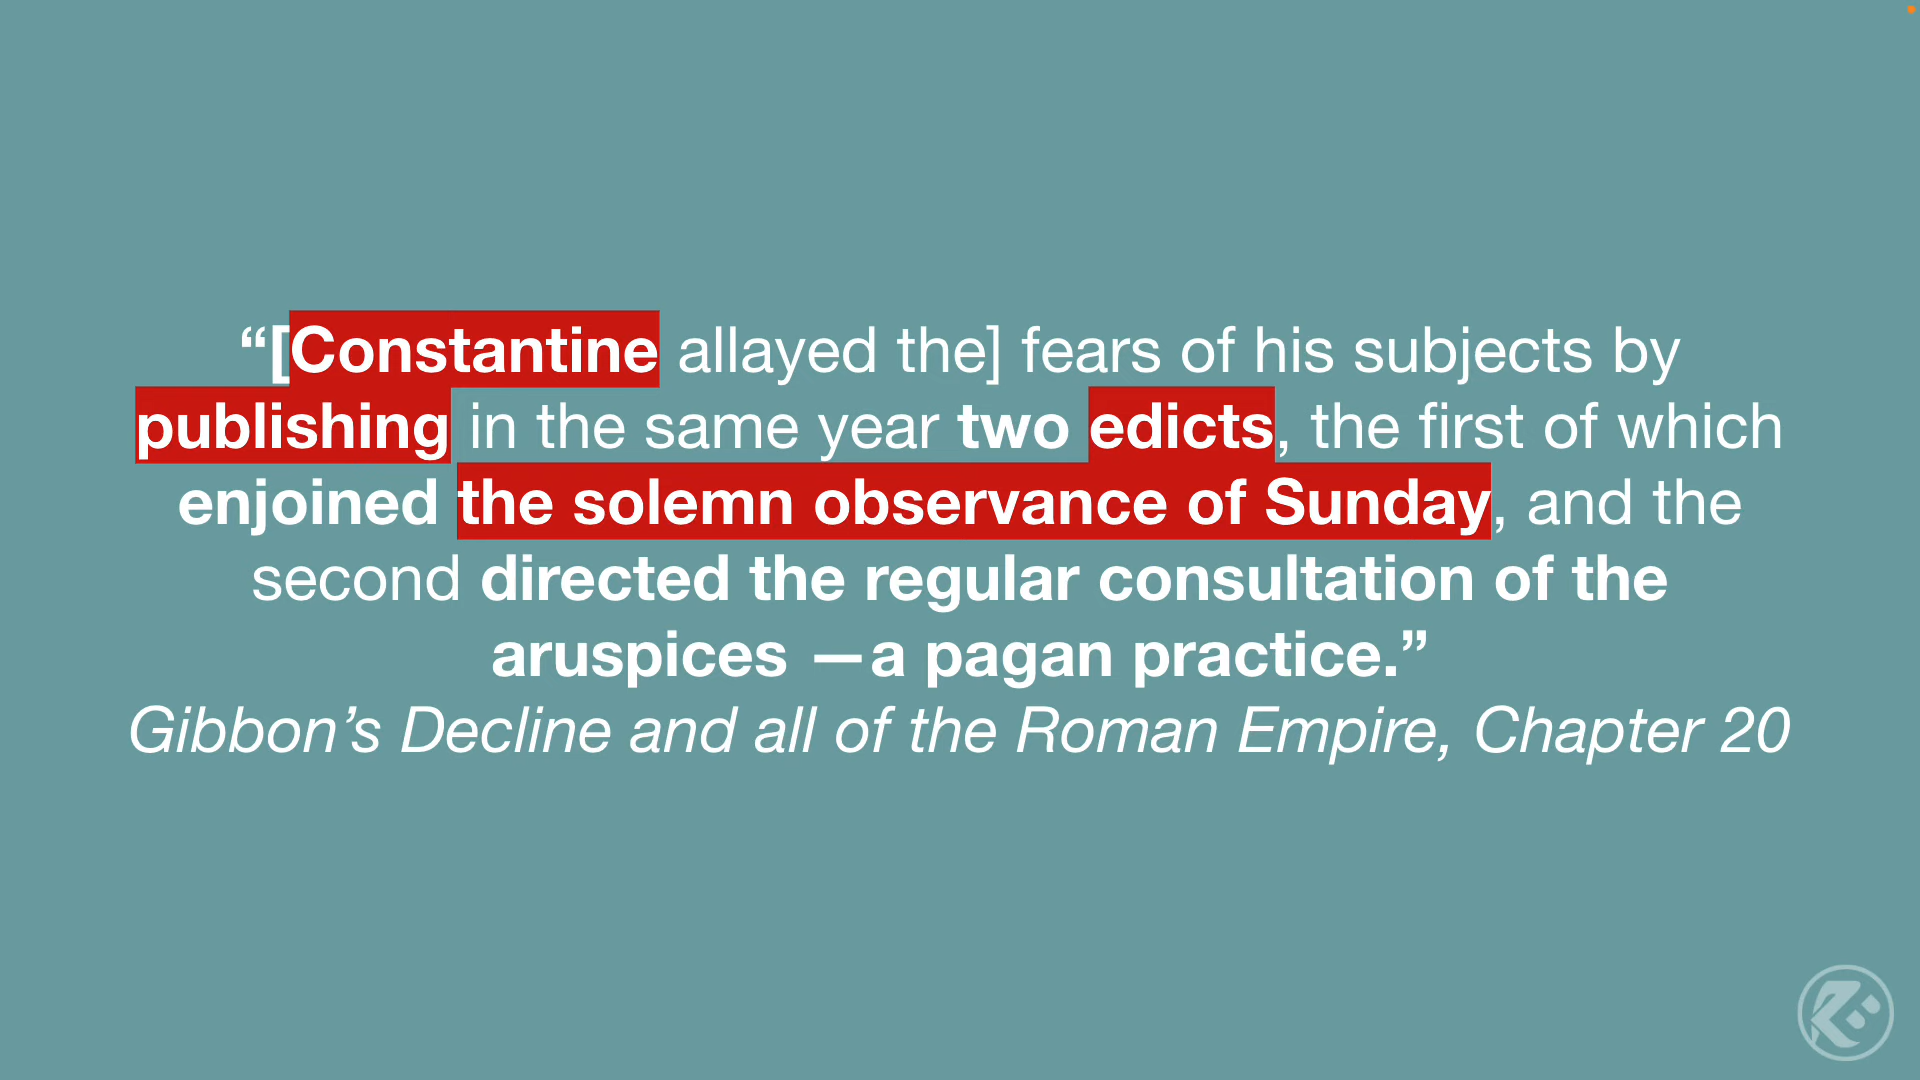 “[Constantine allayed the] fears of his subjects by
publishing in the same year two edicts, the first of which
enjoined the solemn observance of Sunday, and the
second directed the regular consultation of the
aruspices —a pagan practice.”
Gibbon’s Decline and all of the Roman Empire, Chapter 20